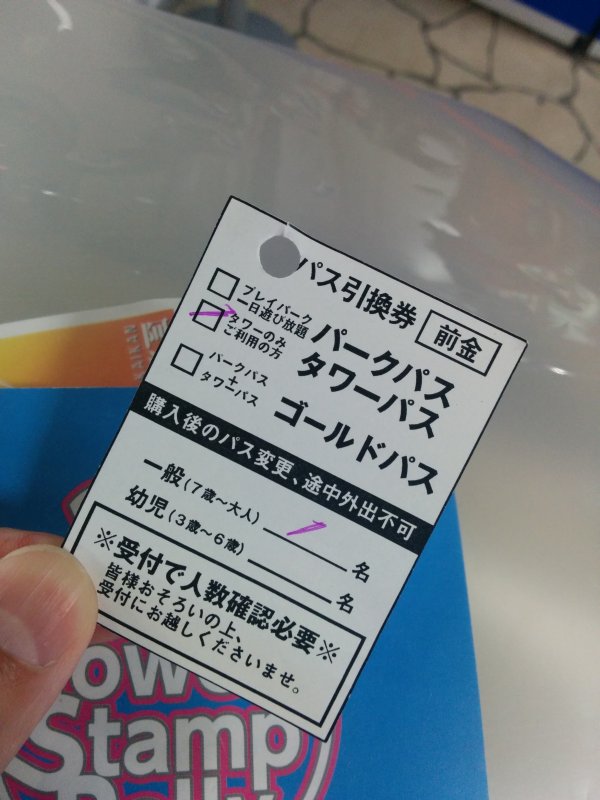 パス引換券 前金
プレイパーク
一日遊び放題 パークパス
タワーのみ
ご利用の方 タワーパス
パークパス
+
タワーパス ゴールドパス
購入後のパス変更、途中外出不可
一般(7歳〜大人) 1 名
幼児(3歳〜6歳) 名
※受付で人数確認必要※
皆様おそろいの上、
受付にお越しくださいませ。
KAIKAN
Stamp